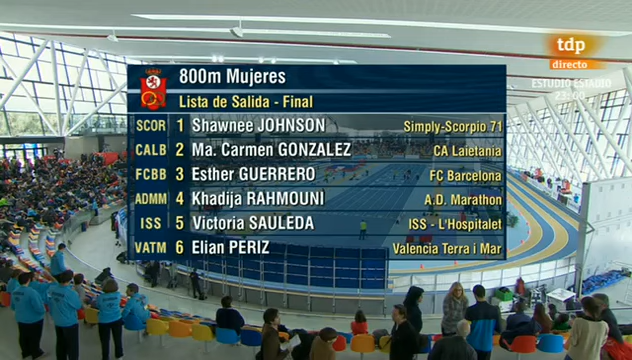 tdp
directo
ESTUDIO ESTADIO
23:00
800m Mujeres
Lista de Salida - Final
SCOR 1 Shawnee JOHNSON Simply-Scorpio 71
CALB 2 Ma. Carmen GONZALEZ CA Laietania
FCBB 3 Esther GUERRERO FC Barcelona
ADMM 4 Khadija RAHMOUNI A.D. Marathon
ISS 5 Victoria SAULEDA ISS - L'Hospitalet
VATM 6 Elian PERIZ Valencia Terra i Mar